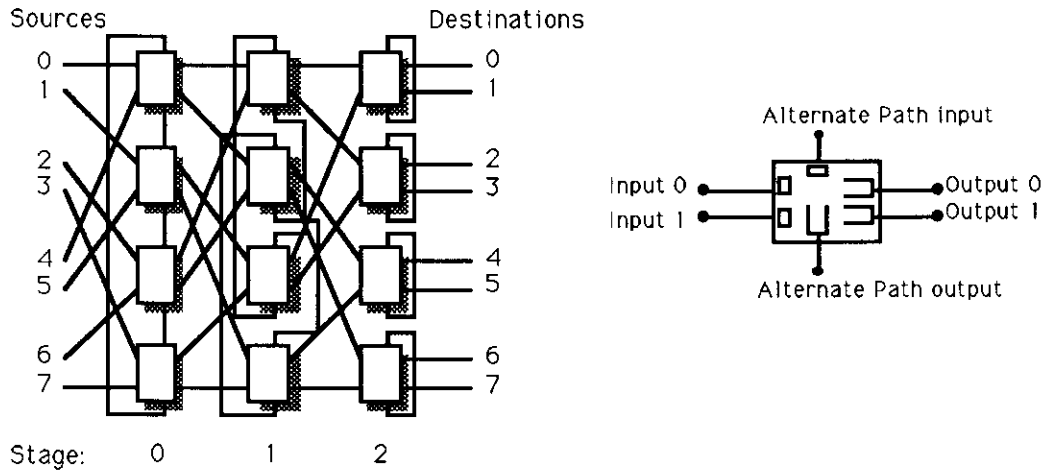 Sources
Destinations
0
1
2
3
4
5
6
7
0
1
2
3
4
5
6
7
Stage: 0 1 2
Alternate Path input
Input 0
Input 1
Output 0
Output 1
Alternate Path output